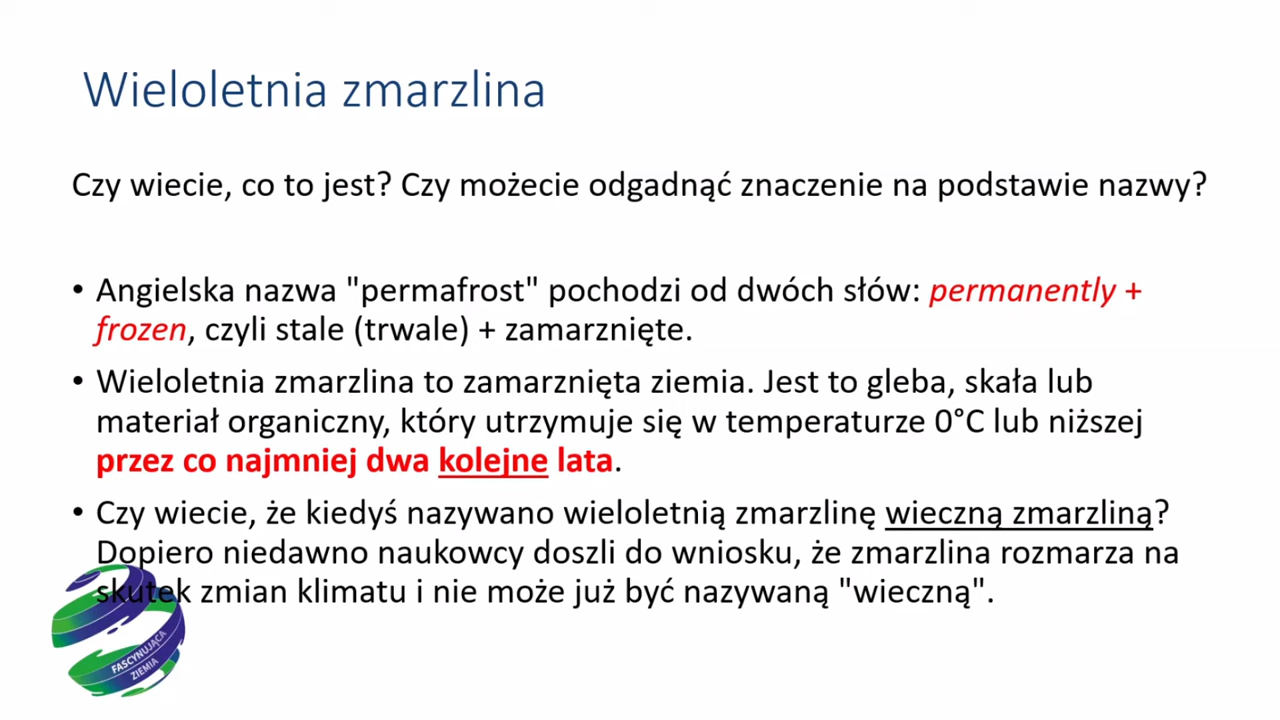 Wieloletnia zmarzlina
Czy wiecie, co to jest? Czy możecie odgadnąć znaczenie na podstawie nazwy?
• Angielska nazwa "permafrost" pochodzi od dwóch słów: permanently +
frozen, czyli stale (trwale) + zamarznięte.
• Wieloletnia zmarzlina to zamarznięta ziemia. Jest to gleba, skała lub
materiał organiczny, który utrzymuje się w temperaturze 0°C lub niższej
przez co najmniej dwa kolejne lata.
• Czy wiecie, że kiedyś nazywano wieloletnią zmarzlinę wieczną zmarzliną?
Dopiero niedawno naukowcy doszli do wniosku, że zmarzlina rozmarza na
skutek zmian klimatu i nie może już być nazywaną "wieczną".
FASCYNUJĄCA
ZIEMIA